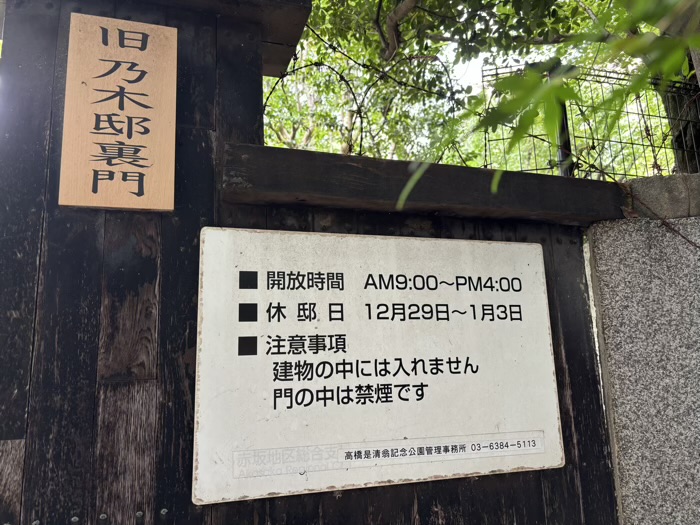 旧乃木邸裏門
■ 開放時間 AM9:00～PM4:00
■ 休邸日 12月29日～1月3日
■ 注意事項
建物の中には入れません
門の中は禁煙です
赤坂地区総合支
高橋是清翁記念公園管理事務所 03-6384-5113